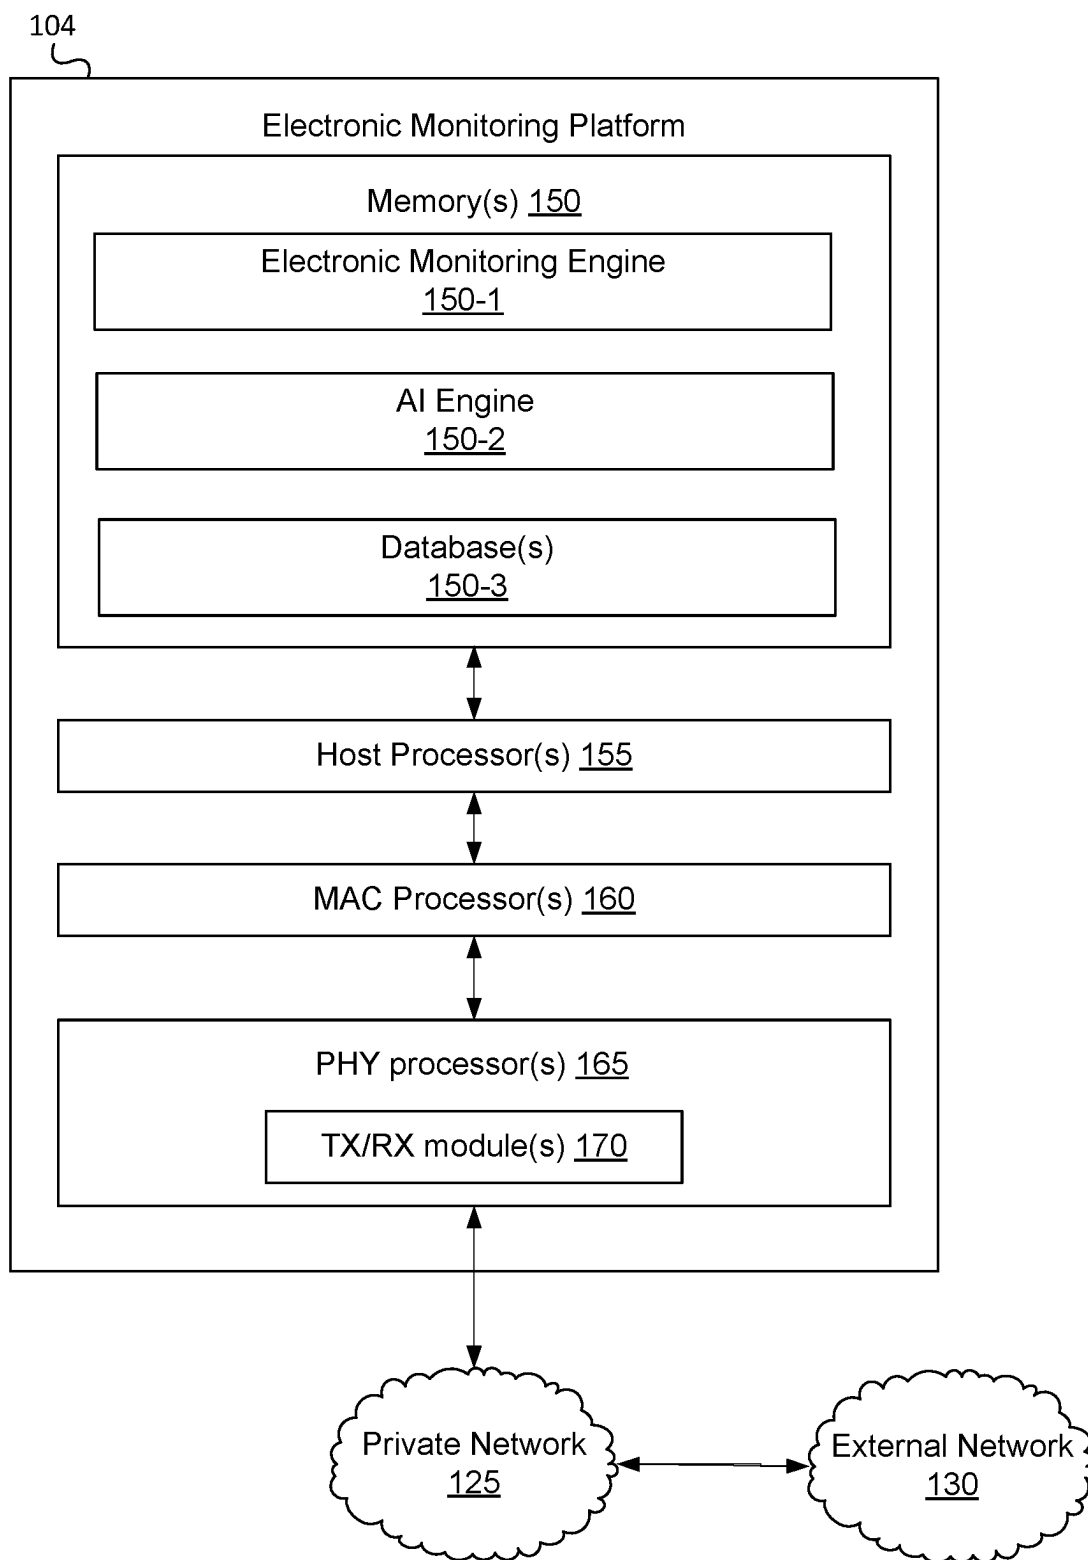 104
Electronic Monitoring Platform
Memory(s) 150
Electronic Monitoring Engine
150-1
AI Engine
150-2
Database(s)
150-3
Host Processor(s) 155
MAC Processor(s) 160
PHY processor(s) 165
TX/RX module(s) 170
Private Network
125
External Network
130